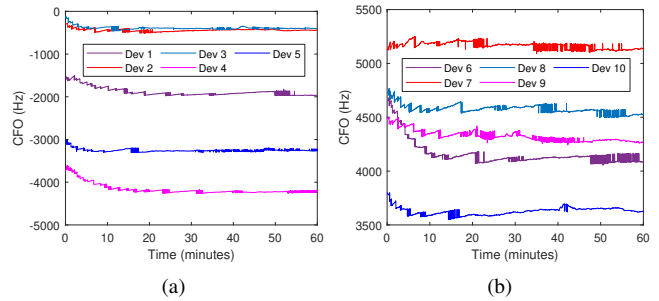 0
-1000
-2000
-3000
-4000
-5000
CFO (Hz)
Dev 1 Dev 3 Dev 5
Dev 2 Dev 4
0 10 20 30 40 50 60
Time (minutes)
(a)
5500
5000
4500
4000
3500
CFO (Hz)
Dev 6 Dev 8 Dev 10
Dev 7 Dev 9
0 10 20 30 40 50 60
Time (minutes)
(b)